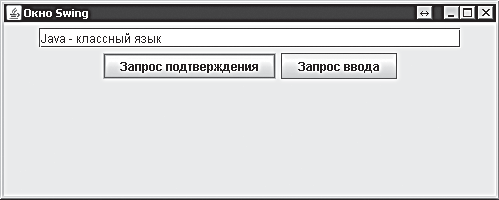 Окно Swing
Java - классный язык
Запрос подтверждения Запрос ввода